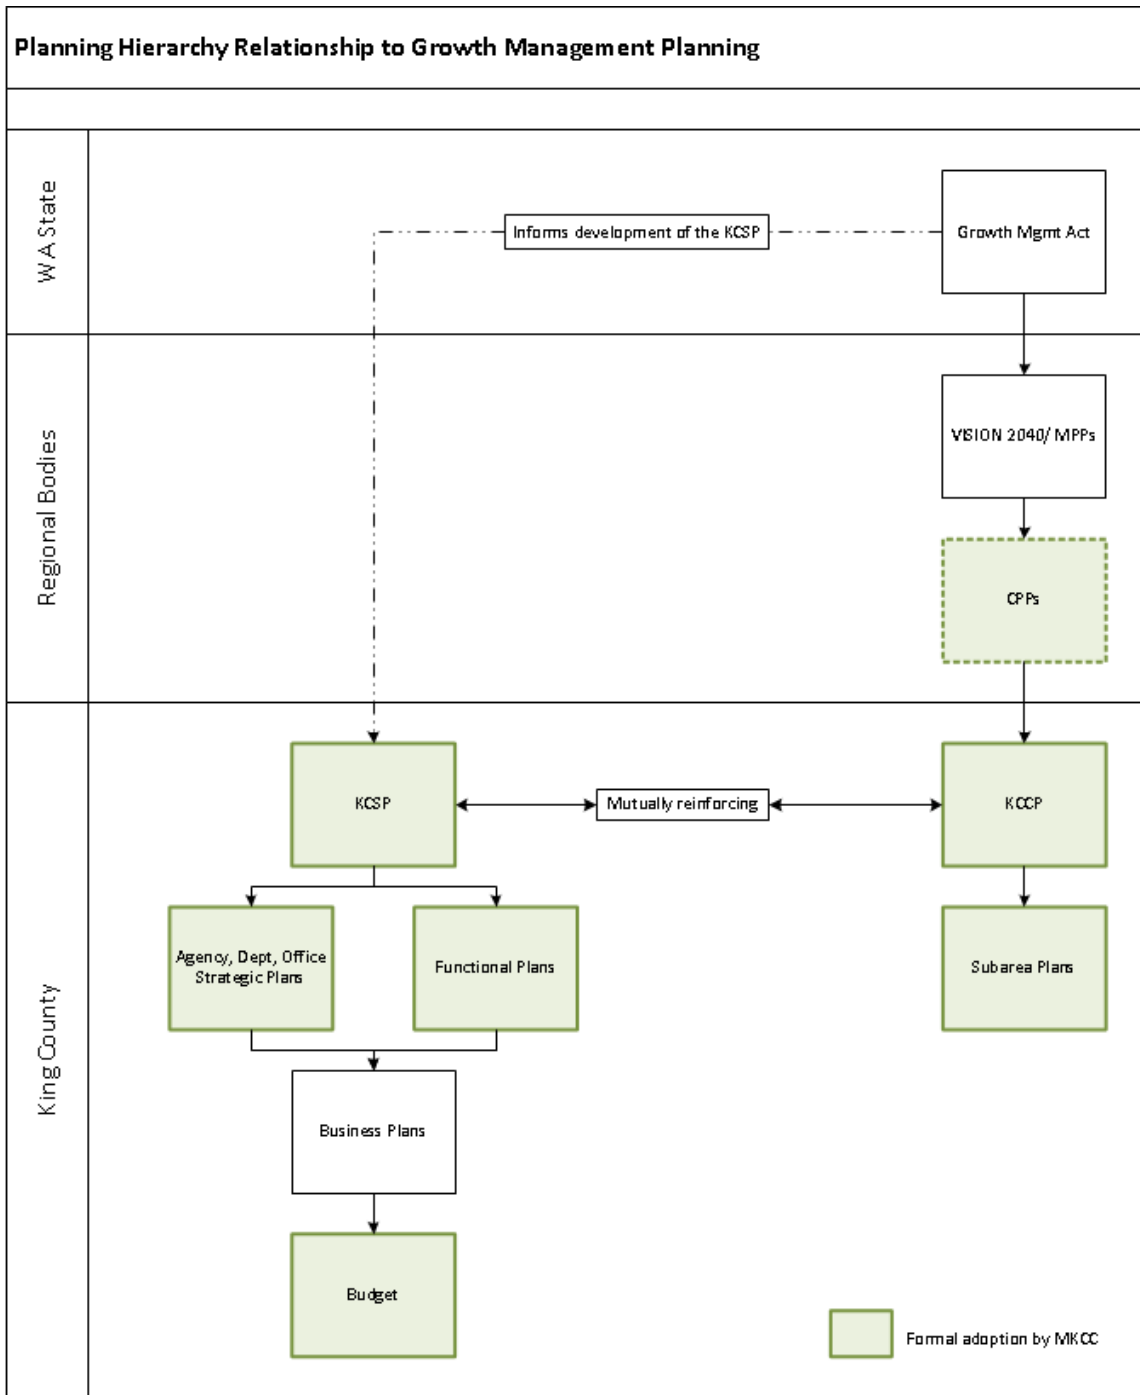 Planning Hierarchy Relationship to Growth Management Planning
WA State
Informs development of the KCSP
Growth Mgmt Act
Regional Bodies
VISION 2040/ MPPs
CPPs
King County
KCSP
Mutually reinforcing
KCCP
Agency, Dept, Office
Strategic Plans
Functional Plans
Subarea Plans
Business Plans
Budget
Formal adoption by MKCC